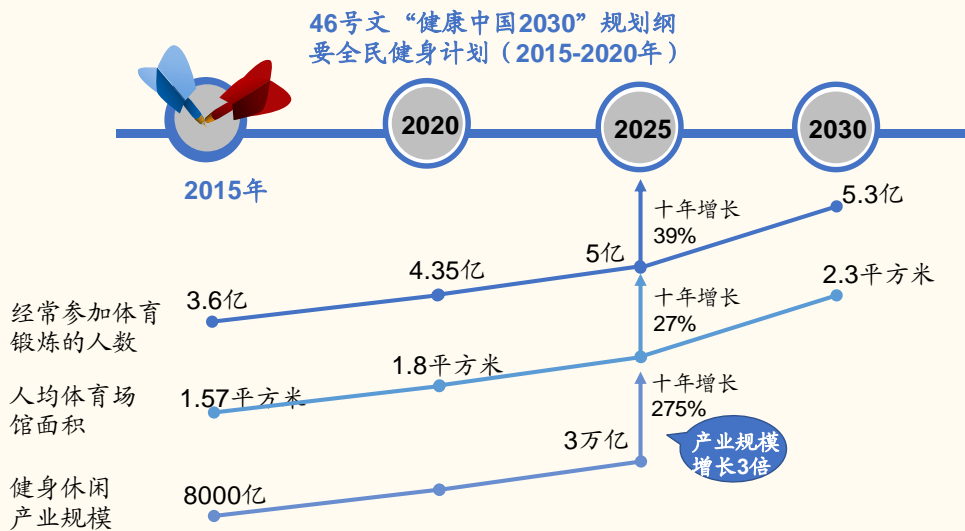 46号文“健康中国2030”规划纲
要全民健身计划（2015-2020年）
2020
2025
2030
2015年
十年增长
39%
5.3亿
5亿
4.35亿
3.6亿
经常参加体育
锻炼的人数
2.3平方米
十年增长
27%
1.8平方米
1.57平方米
人均体育场
馆面积
十年增长
275%
3万亿
产业规模
增长3倍
8000亿
健身休闲
产业规模